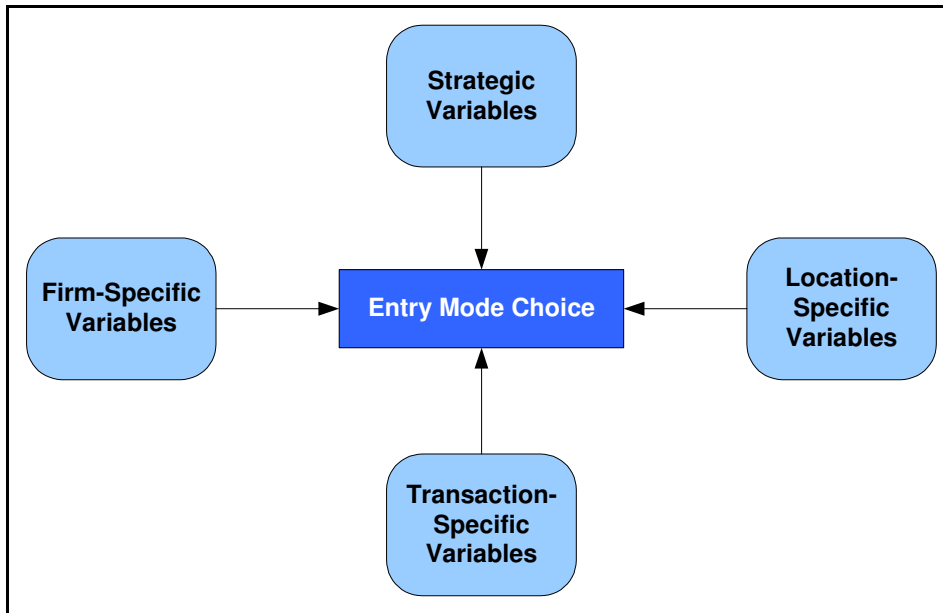 Strategic
Variables
Firm-Specific
Variables
Entry Mode Choice
Location-
Specific
Variables
Transaction-
Specific
Variables